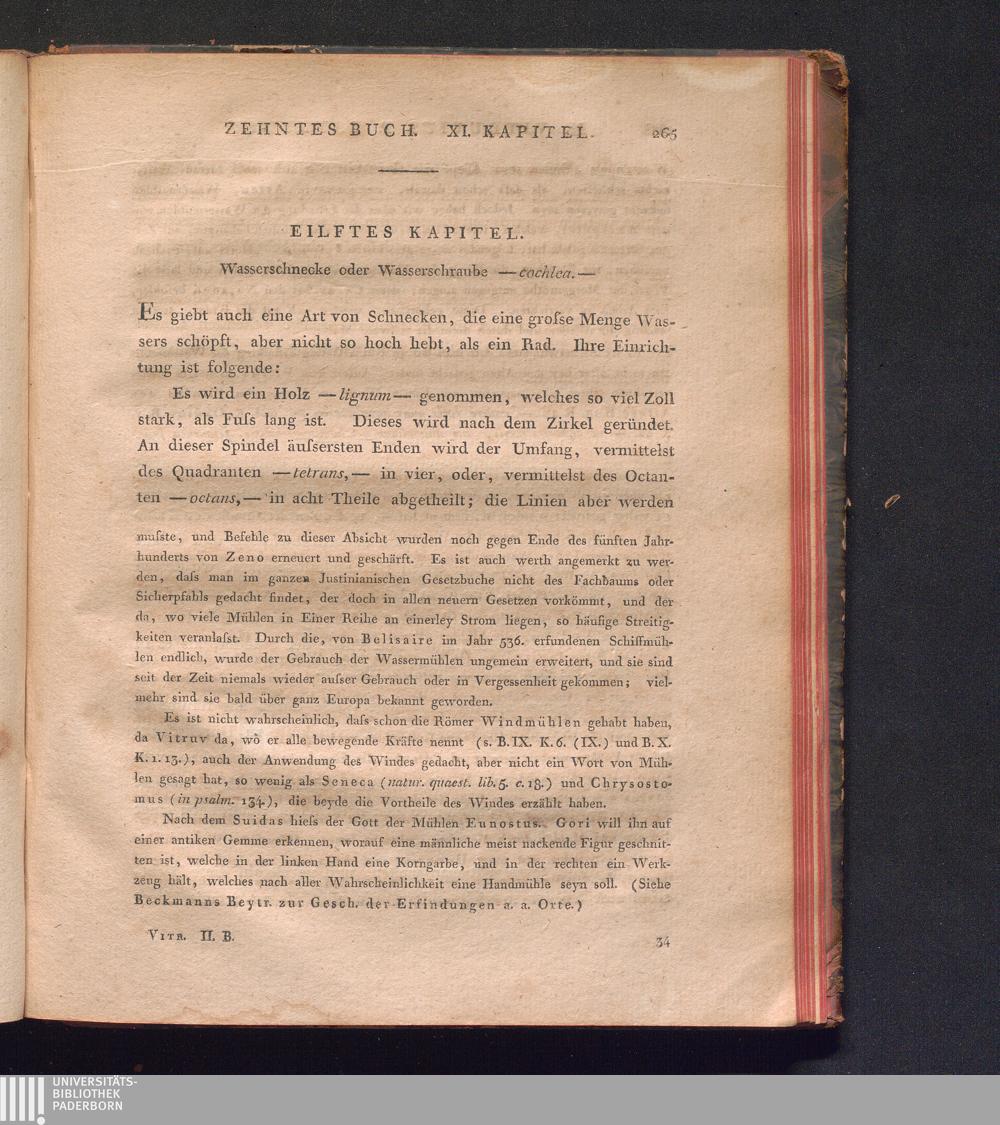 ZEHNTES BUCH. XI. KAPITEL. 265
EILFTES KAPITEL.
Wasserschnecke oder Wasserschraube — cochlea. —
Es giebt auch eine Art von Schnecken, die eine groſse Menge Was-
sers schöpft, aber nicht so hoch hebt, als ein Rad. Ihre Einrich-
tung ist folgende:
Es wird ein Holz — lignum — genommen, welches so viel Zoll
stark, als Fuſs lang ist. Dieses wird nach dem Zirkel geründet.
An dieser Spindel äuſsersten Enden wird der Umfang, vermittelst
des Quadranten — tetrans, — in vier, oder, vermittelst des Octan-
ten — octans, — in acht Theile abgetheilt; die Linien aber werden
muſste, und Befehle zu dieser Absicht wurden noch gegen Ende des fünften Jahr-
hunderts von Zeno erneuert und geschärft. Es ist auch werth angemerkt zu wer-
den, daſs man im ganzen Justinianischen Gesetzbuche nicht des Fachbaums oder
Sicherpfahls gedacht findet, der doch in allen neuern Gesetzen vorkömmt, und der
da, wo viele Mühlen in Einer Reihe an einerley Strom liegen, so häufige Streitig-
keiten veranlaſst. Durch die, von Belisaire im Jahr 536. erfundenen Schiffmüh-
len endlich, wurde der Gebrauch der Wassermühlen ungemein erweitert, und sie sind
seit der Zeit niemals wieder auſser Gebrauch oder in Vergessenheit gekommen; viel-
mehr sind sie bald über ganz Europa bekannt geworden.
Es ist nicht wahrscheinlich, daſs schon die Römer Windmühlen gehabt haben,
da Vitruv da, wo er alle bewegende Kräfte nennt (s. B. IX. K. 6. (IX.) und B. X.
K. 1. 13.), auch der Anwendung des Windes gedacht, aber nicht ein Wort von Müh-
len gesagt hat, so wenig als Seneca (natur. quaest. lib. 5. c. 18.) und Chrysosto-
mus (in psalm. 134.), die beyde die Vortheile des Windes erzählt haben.
Nach dem Suidas hieſs der Gott der Mühlen Eunostus. Gori will ihn auf
einer antiken Gemme erkennen, worauf eine männliche meist nackende Figur geschnit-
ten ist, welche in der linken Hand eine Korngarbe, und in der rechten ein Werk-
zeug hält, welches nach aller Wahrscheinlichkeit eine Handmühle seyn soll. (Siehe
Beckmanns Beytr. zur Gesch. der Erfindungen a. a. Orte.)
VITR. II. B. 34
UNIVERSITÄTS-
BIBLIOTHEK
PADERBORN